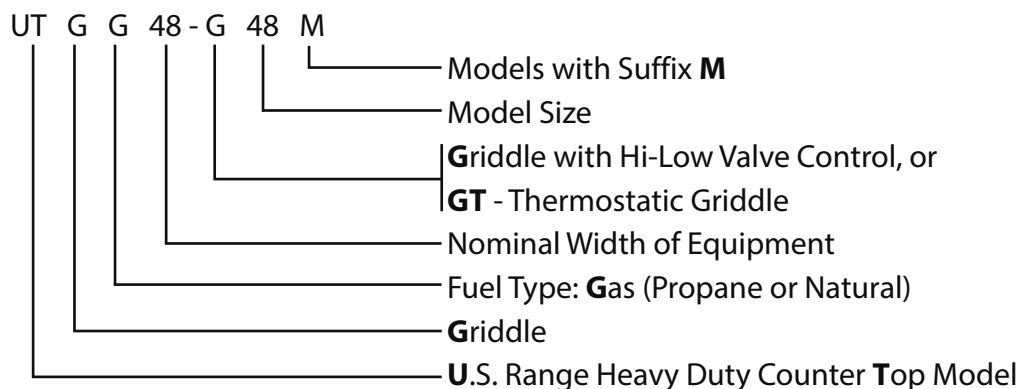 UT G G 48 - G 48 M
Models with Suffix M
Model Size
Griddle with Hi-Low Valve Control, or
GT - Thermostatic Griddle
Nominal Width of Equipment
Fuel Type: Gas (Propane or Natural)
Griddle
U.S. Range Heavy Duty Counter Top Model